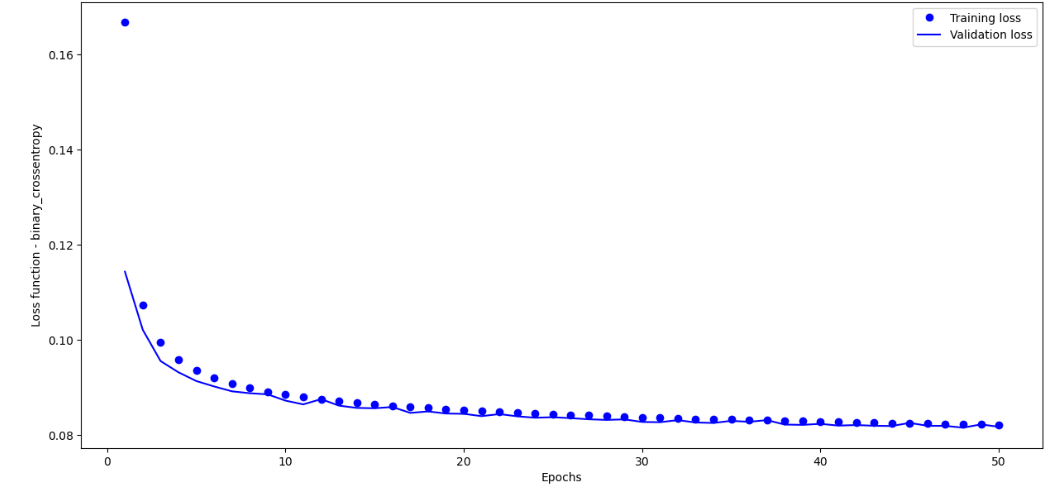 Training loss
Validation loss
0.16
0.14
0.12
0.10
0.08
Loss function - binary_crossentropy
0
10
20
30
40
50
Epochs